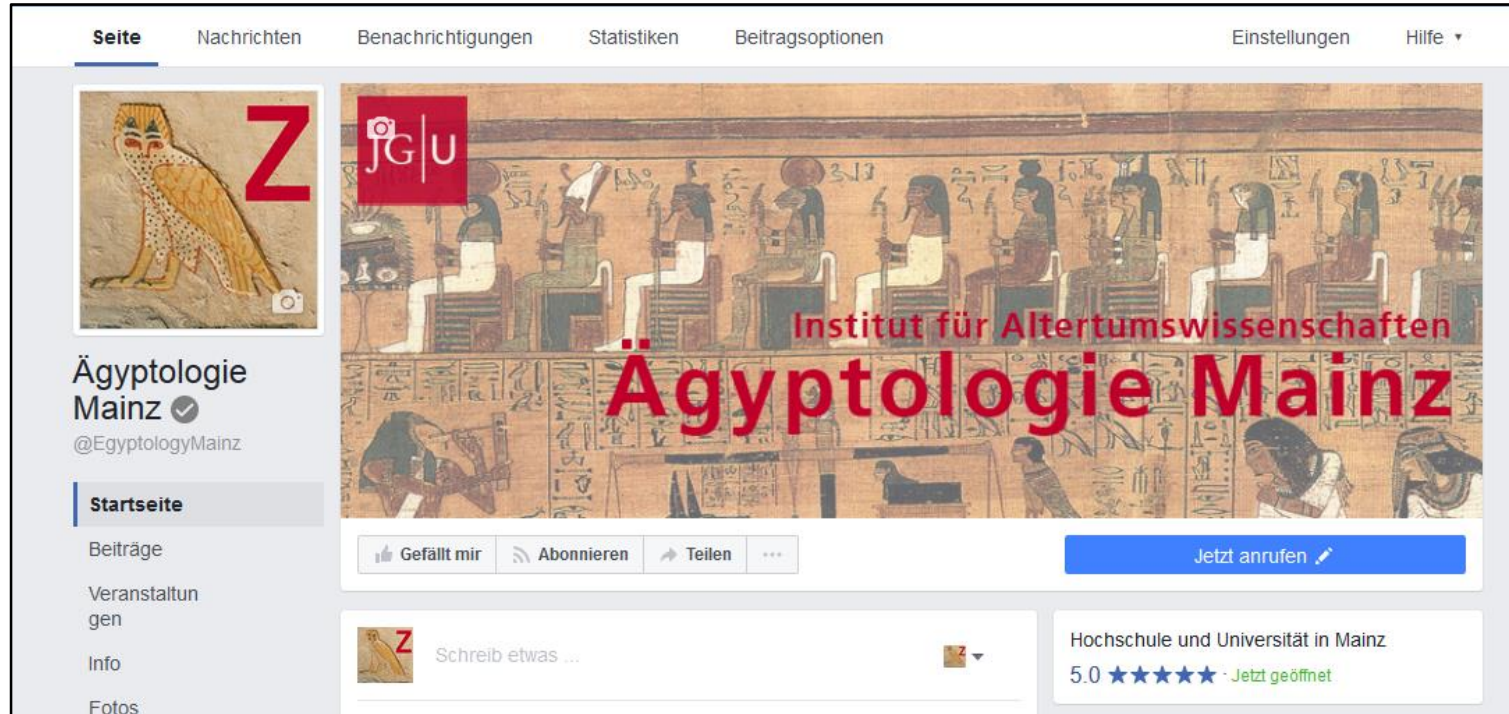 Seite Nachrichten Benachrichtigungen Statistiken Beitragsoptionen Einstellungen Hilfe
Z
JG|U
Institut für Altertumswissenschaften
Ägyptologie Mainz
Ägyptologie
Mainz
@EgyptologyMainz
Startseite
Beiträge
Veranstaltun
gen
Info
Fotos
Gefällt mir Abonnieren Teilen ...
Jetzt anrufen
Z
Schreib etwas ...
Z
Hochschule und Universität in Mainz
5.0 ★★★★★ · Jetzt geöffnet